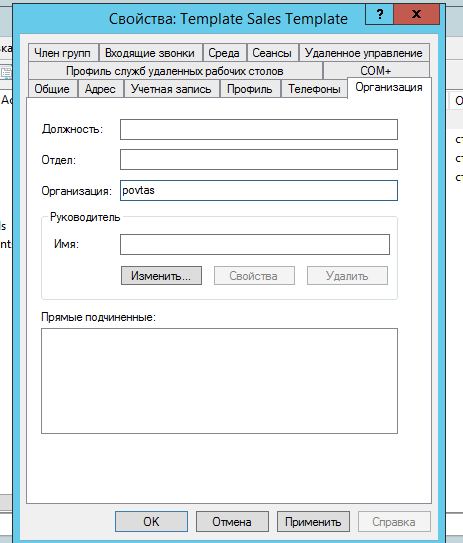 Свойства: Template Sales Template
? x
Член групп Входящие звонки Среда Сеансы Удаленное управление
Профиль служб удаленных рабочих столов COM+
Общие Адрес Учетная запись Профиль Телефоны Организация
Должность:
Отдел:
Организация: povtas
Руководитель
Имя:
Изменить... Свойства Удалить
Прямые подчиненные:
OK Отмена Применить Справка